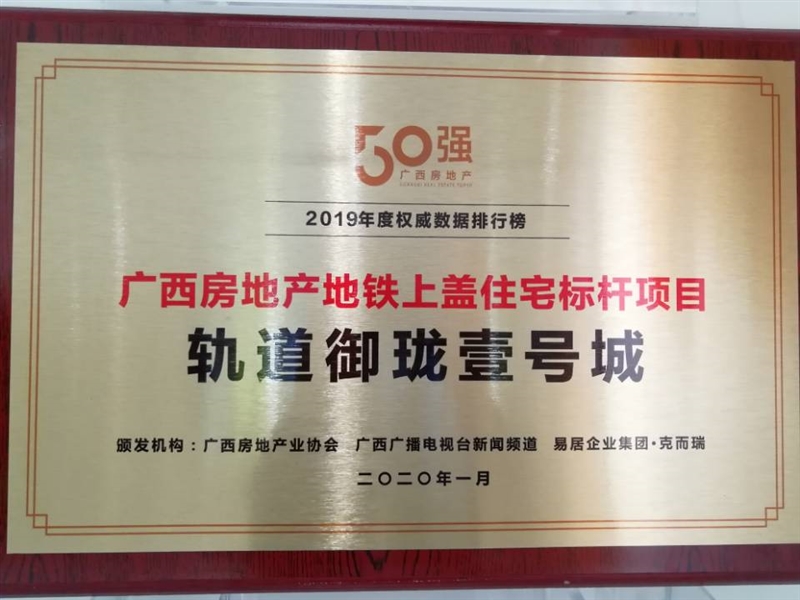 50强
广西房地产
2019年度权威数据排行榜
广西房地产地铁上盖住宅标杆项目
轨道御珑壹号城
颁发机构：广西房地产业协会 广西广播电视台新闻频道 易居企业集团·克而瑞
二〇二〇年一月